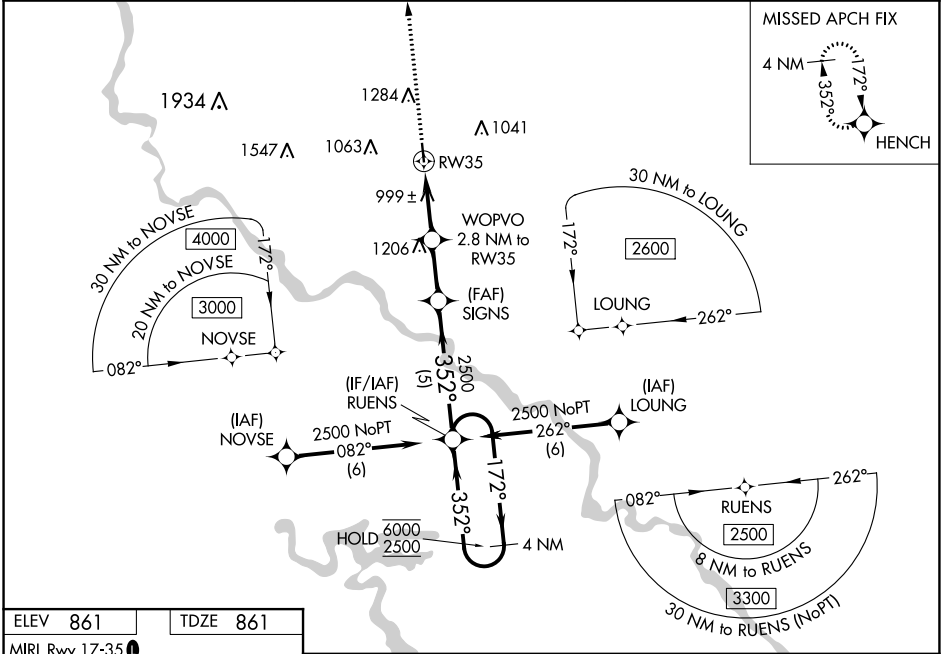 MISSED APCH FIX
4 NM
172°
352°
HENCH
1934
1284
1041
1547
1063
RW35
999 ±
WOPVO
2.8 NM to
RW35
1206
(FAF)
SIGNS
30 NM to NOVSE
4000
172°
20 NM to NOVSE
3000
NOVSE
082°
30 NM to LOUNG
172°
2600
LOUNG
262°
2500
352°
(5)
(IF/IAF)
RUENS
(IAF)
NOVSE
2500 NoPT
082°
(6)
(IAF)
LOUNG
2500 NoPT
262°
(6)
172°
352°
HOLD
6000
2500
4 NM
082°
262°
RUENS
2500
8 NM to RUENS
3300
30 NM to RUENS (NoPT)
ELEV 861
TDZE 861
MIRL Rwy 17-35 L